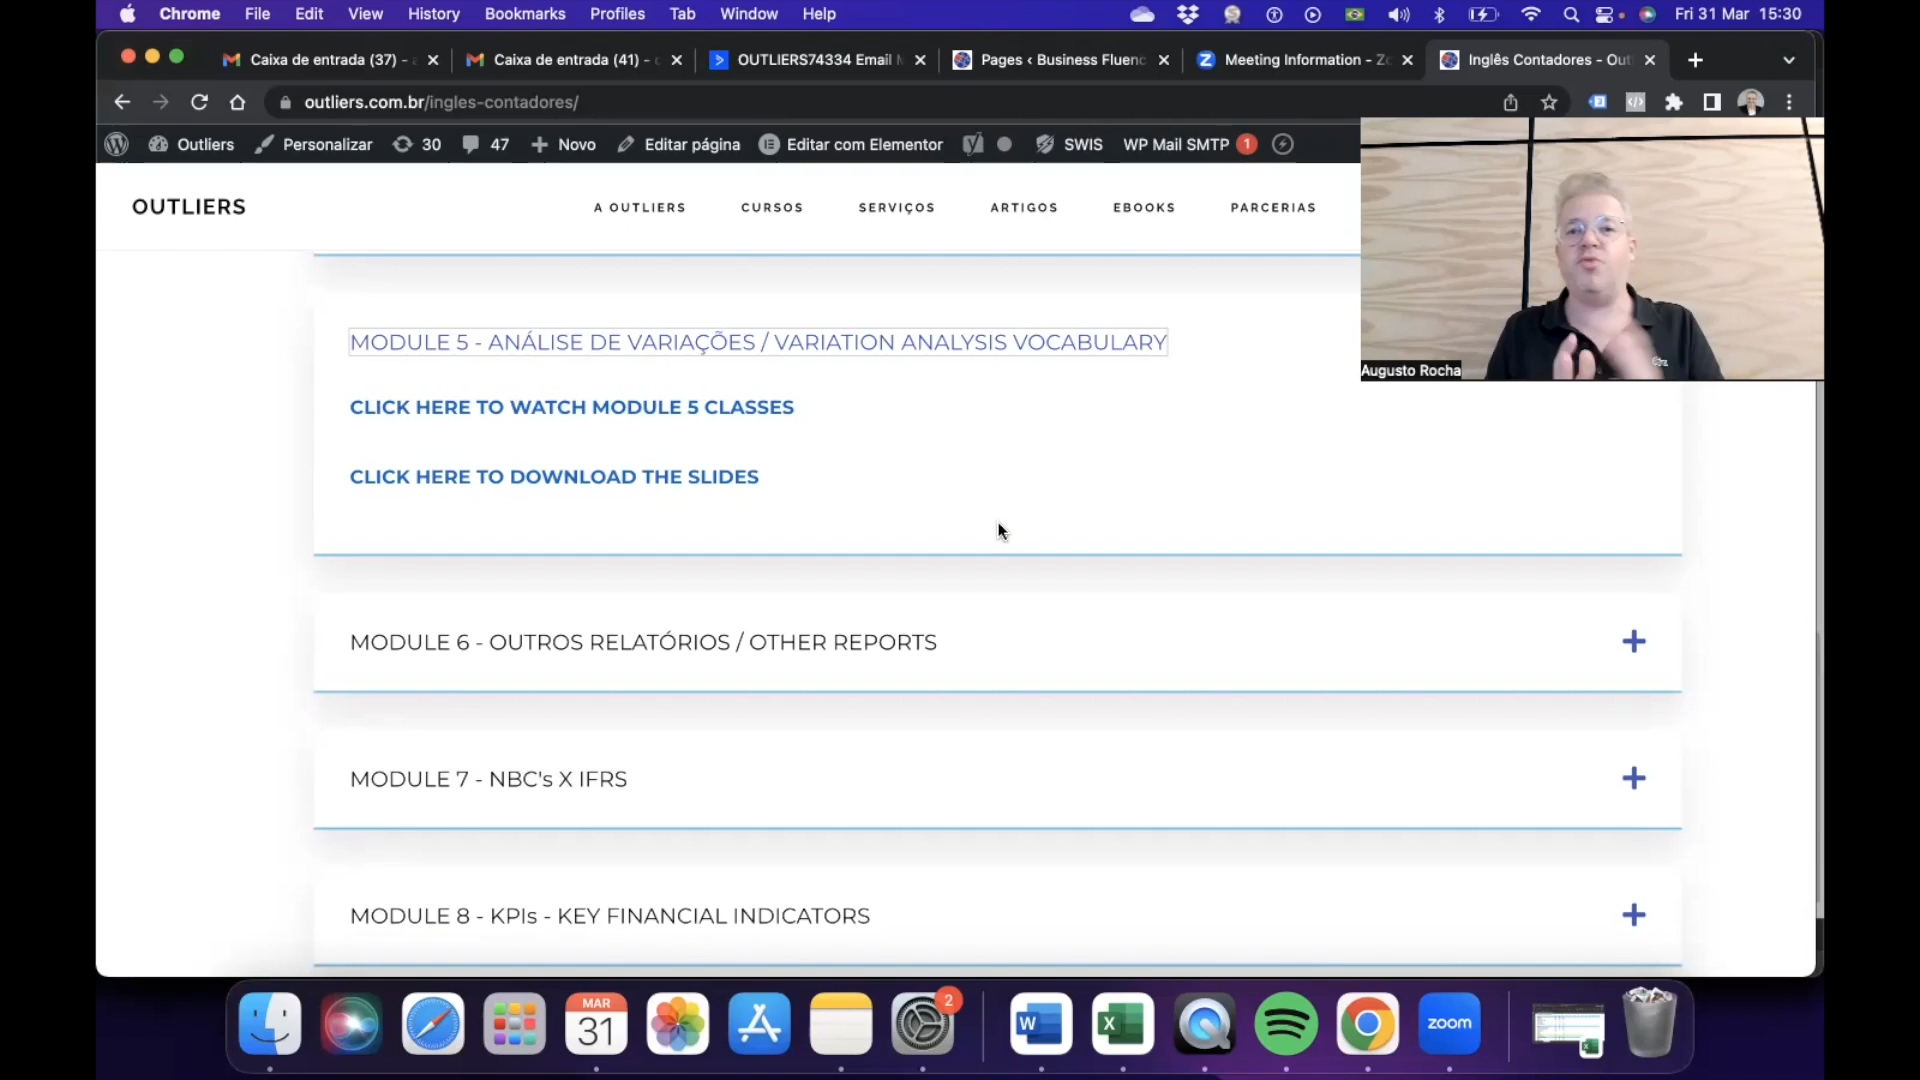 Chrome File Edit View History Bookmarks Profiles Tab Window Help Fri 31 Mar 15:30
Caixa de entrada (37) - Caixa de entrada (41) - OUTLIERS74334 Email Pages ‹ Business Fluenc Meeting Information - Zo Inglês Contadores - Out
outliers.com.br/ingles-contadores/
Outliers Personalizar 30 47 Novo Editar página Editar com Elementor SWIS WP Mail SMTP 1
OUTLIERS A OUTLIERS CURSOS SERVIÇOS ARTIGOS EBOOKS PARCERIAS
MODULE 5 - ANÁLISE DE VARIAÇÕES / VARIATION ANALYSIS VOCABULARY
Augusto Rocha
CLICK HERE TO WATCH MODULE 5 CLASSES
CLICK HERE TO DOWNLOAD THE SLIDES
MODULE 6 - OUTROS RELATÓRIOS / OTHER REPORTS
MODULE 7 - NBC's X IFRS
MODULE 8 - KPIs - KEY FINANCIAL INDICATORS
MAR
31
2
W
X
zoom